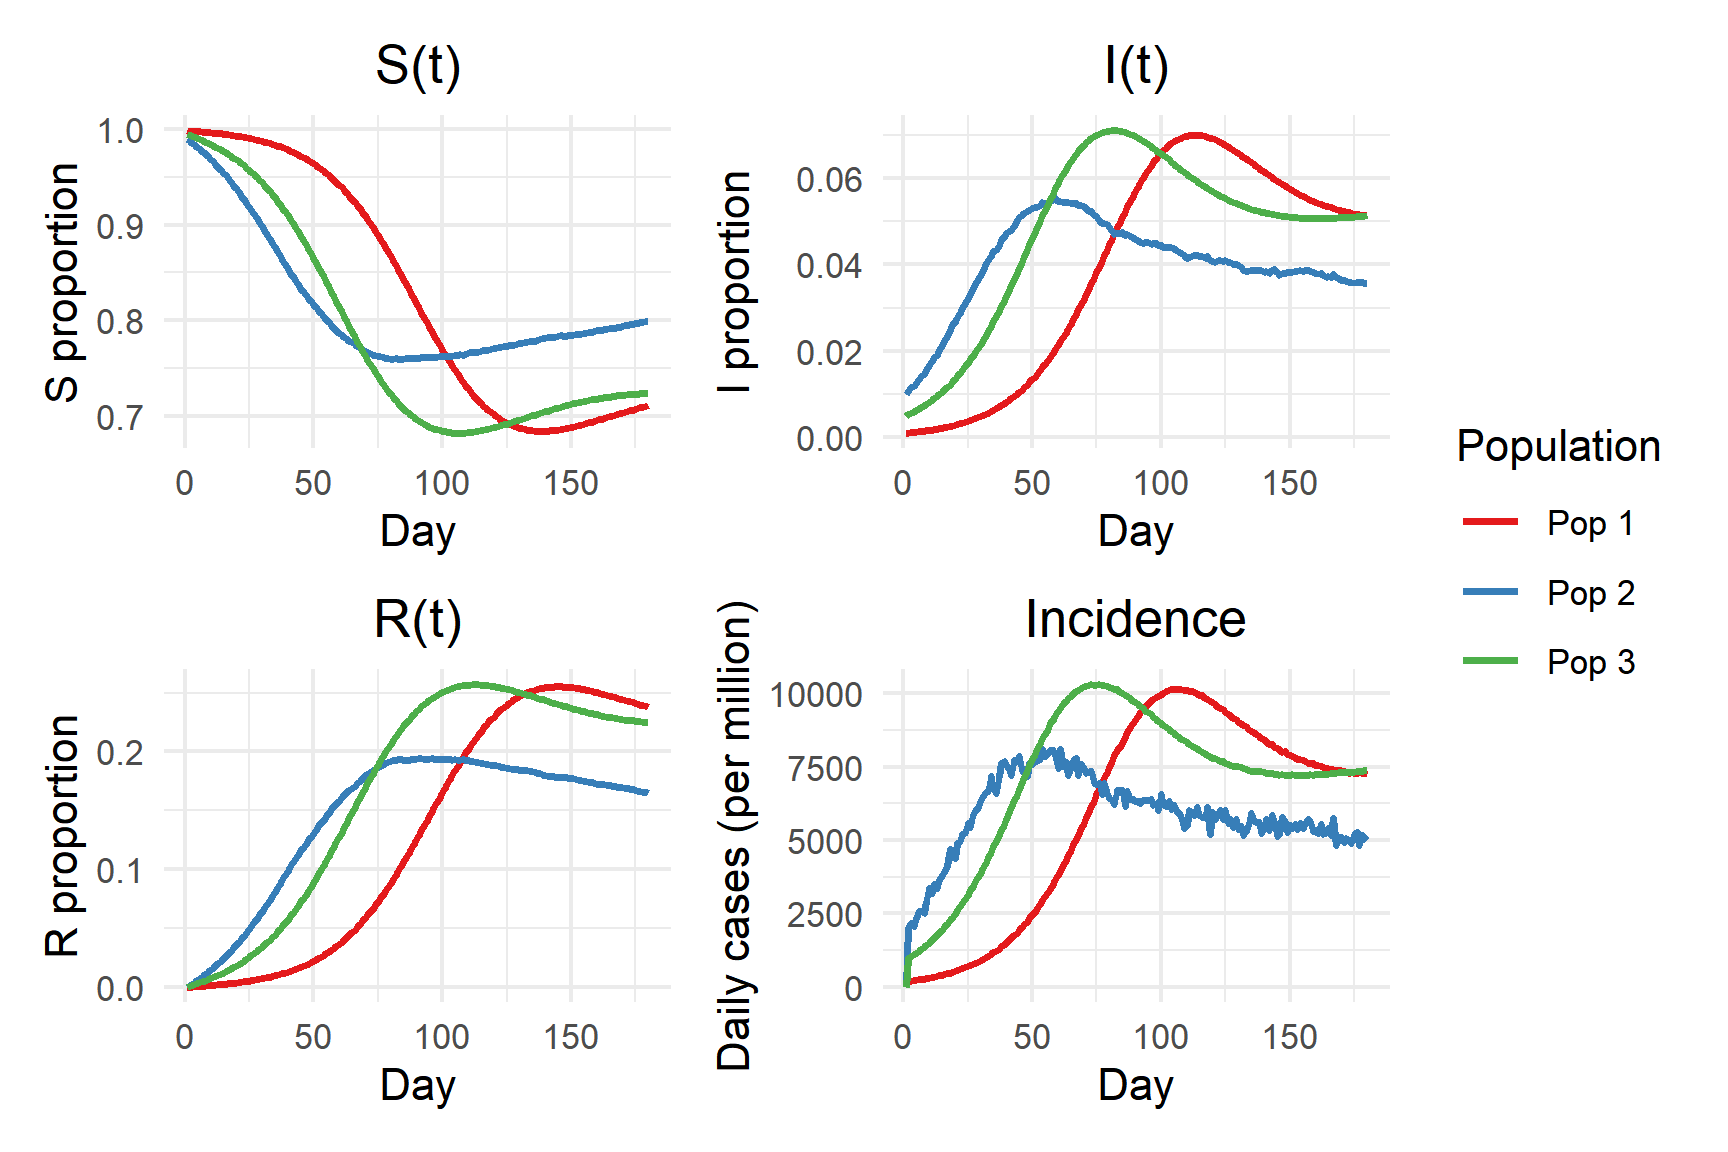 S(t)
1.0
0.9
0.8
0.7
S proportion
0 50 100 150
Day
I(t)
0.06
0.04
0.02
0.00
I proportion
0 50 100 150
Day
R(t)
0.2
0.1
0.0
R proportion
0 50 100 150
Day
Incidence
10000
7500
5000
2500
0
Daily cases (per million)
0 50 100 150
Day
Population
Pop 1
Pop 2
Pop 3